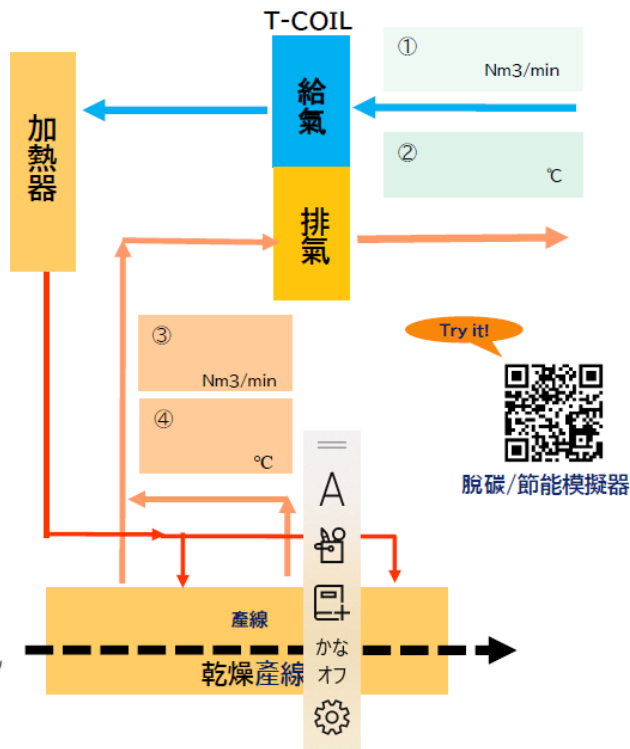 T-COIL
①
Nm3/min
給氣
加熱器
②
℃
排氣
③
Nm3/min
Try it!
④
℃
脫碳/節能模擬器
A
產線
かな
オフ
乾燥產線